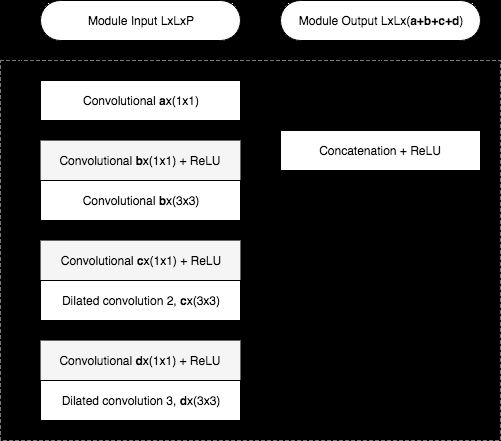 Module Input LxLxP
Module Output LxLx(a+b+c+d)
Convolutional ax(1x1)
Convolutional bx(1x1) + ReLU
Convolutional bx(3x3)
Concatenation + ReLU
Convolutional cx(1x1) + ReLU
Dilated convolution 2, cx(3x3)
Convolutional dx(1x1) + ReLU
Dilated convolution 3, dx(3x3)